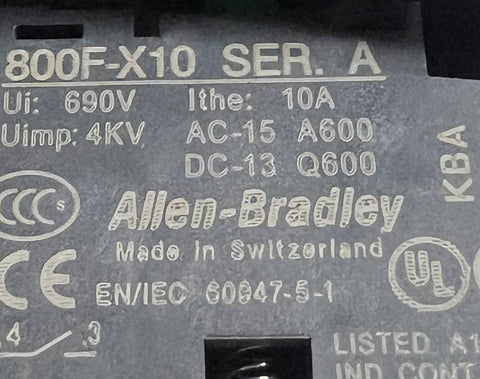 800F-X10 SER. A
Ui: 690V Ithe: 10A
Uimp: 4KV AC-15 A600
DC-13 Q600
KBA
CCC S
Allen-Bradley
Made in Switzerland
CE
UL
EN/IEC 60947-5-1
.4 .3
LISTED A1
IND CONT